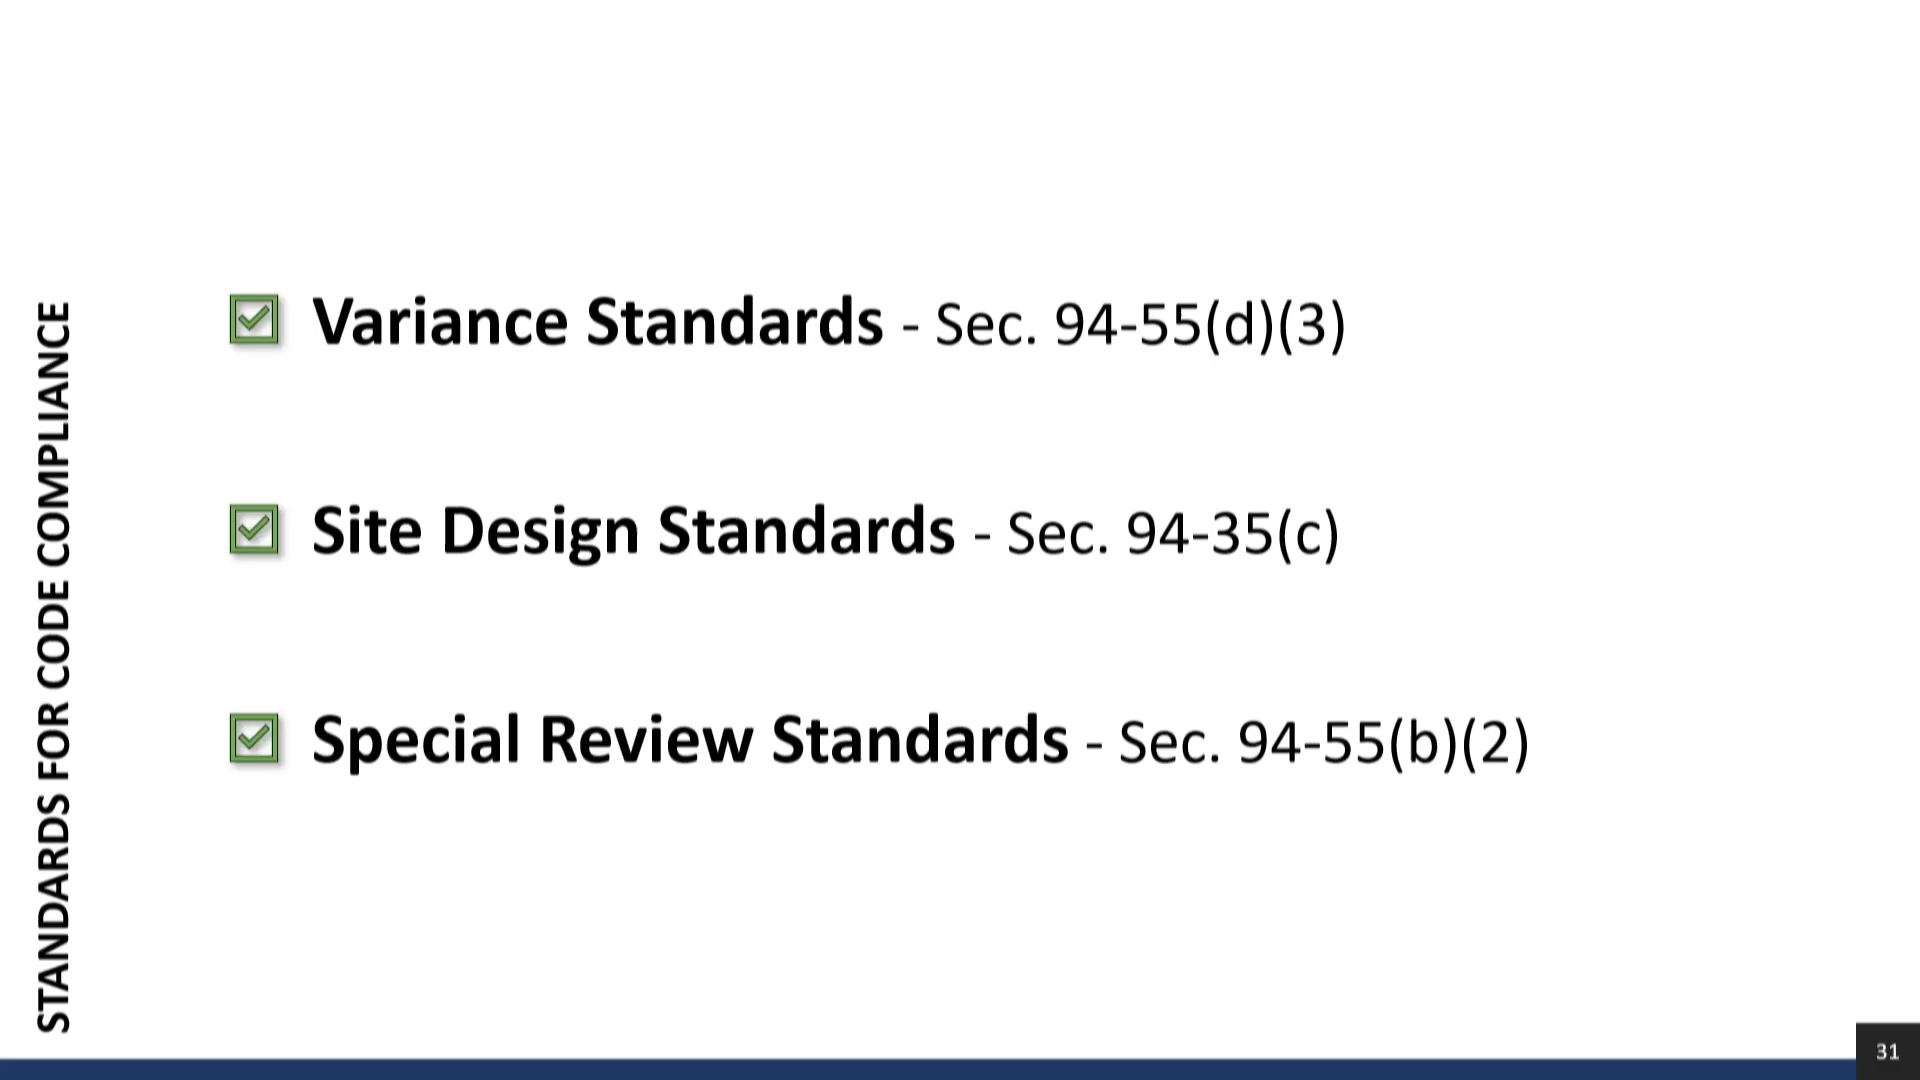 STANDARDS FOR CODE COMPLIANCE
Variance Standards - Sec. 94-55(d)(3)
Site Design Standards - Sec. 94-35(c)
Special Review Standards - Sec. 94-55(b)(2)
31